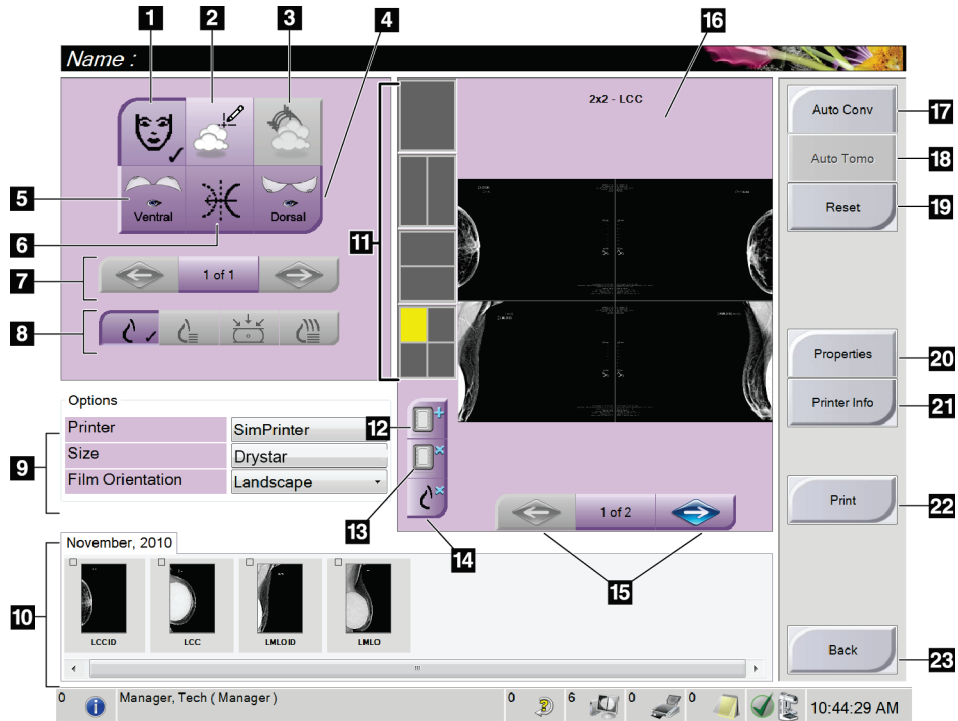 1 2 3 4 16
Name :
2x2 - LCC
Auto Conv 17
Auto Tomo 18
Reset 19
5 Ventral Dorsal
6
11
7 1 of 1
8
Properties 20
Printer Info 21
Options
Printer SimPrinter 12
Size Drystar
Film Orientation Landscape
9
13
14
1 of 2
15
Print 22
November, 2010
10
LCCID LCC LMLOID LMLO
Back 23
0 Manager, Tech ( Manager ) 0 6 0 0 10:44:29 AM